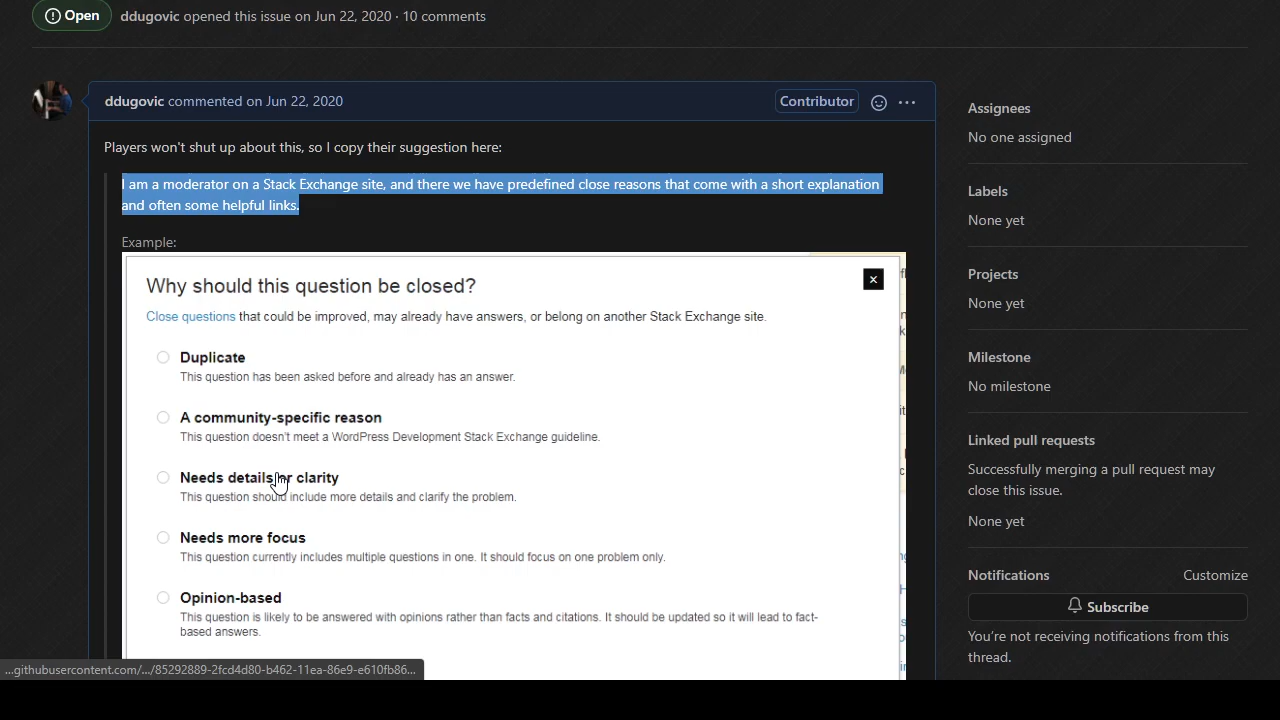 Open
ddugovic opened this issue on Jun 22, 2020 · 10 comments
ddugovic commented on Jun 22, 2020
Contributor
Players won't shut up about this, so I copy their suggestion here:
I am a moderator on a Stack Exchange site, and there we have predefined close reasons that come with a short explanation
and often some helpful links.
Example:
Why should this question be closed?
Close questions that could be improved, may already have answers, or belong on another Stack Exchange site.
Duplicate
This question has been asked before and already has an answer.
A community-specific reason
This question doesn't meet a WordPress Development Stack Exchange guideline.
Needs details or clarity
This question should include more details and clarify the problem.
Needs more focus
This question currently includes multiple questions in one. It should focus on one problem only.
Opinion-based
This question is likely to be answered with opinions rather than facts and citations. It should be updated so it will lead to fact-
based answers.
...githubusercontent.com/.../85292889-2fcd4d80-b462-11ea-86e9-e610fb86...
Assignees
No one assigned
Labels
None yet
Projects
None yet
Milestone
No milestone
Linked pull requests
Successfully merging a pull request may
close this issue.
None yet
Notifications
Customize
Subscribe
You're not receiving notifications from this
thread.